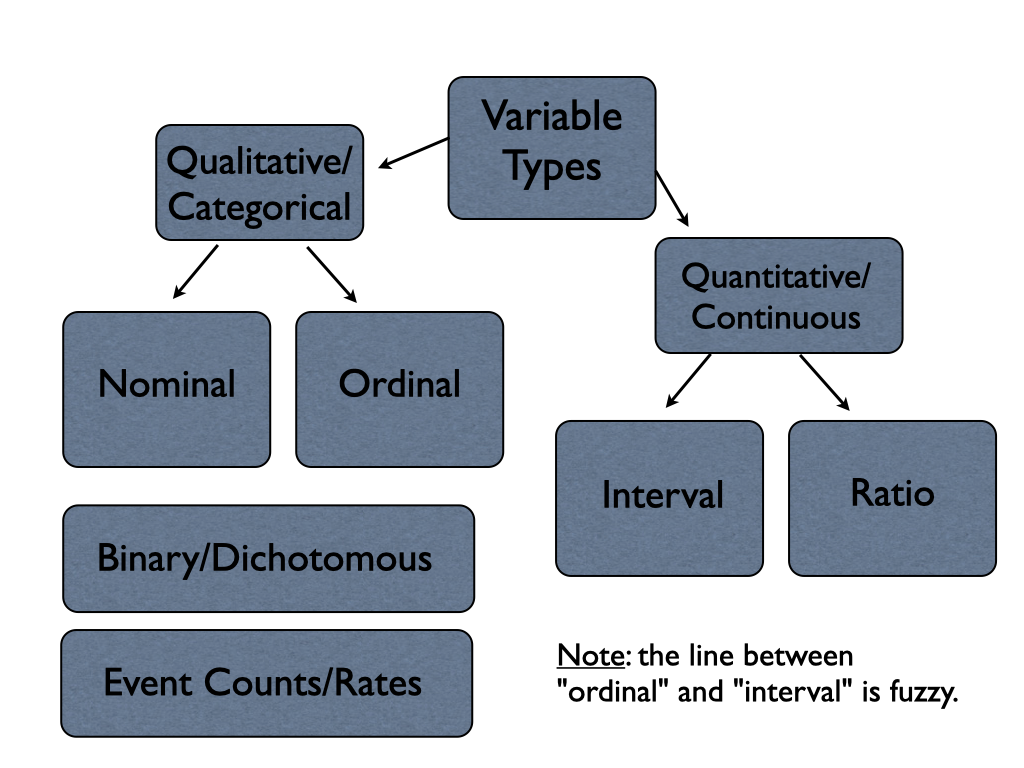 Variable
Types
Qualitative/
Categorical
Quantitative/
Continuous
Nominal
Ordinal
Interval
Ratio
Binary/Dichotomous
Event Counts/Rates
Note: the line between
"ordinal" and "interval" is fuzzy.